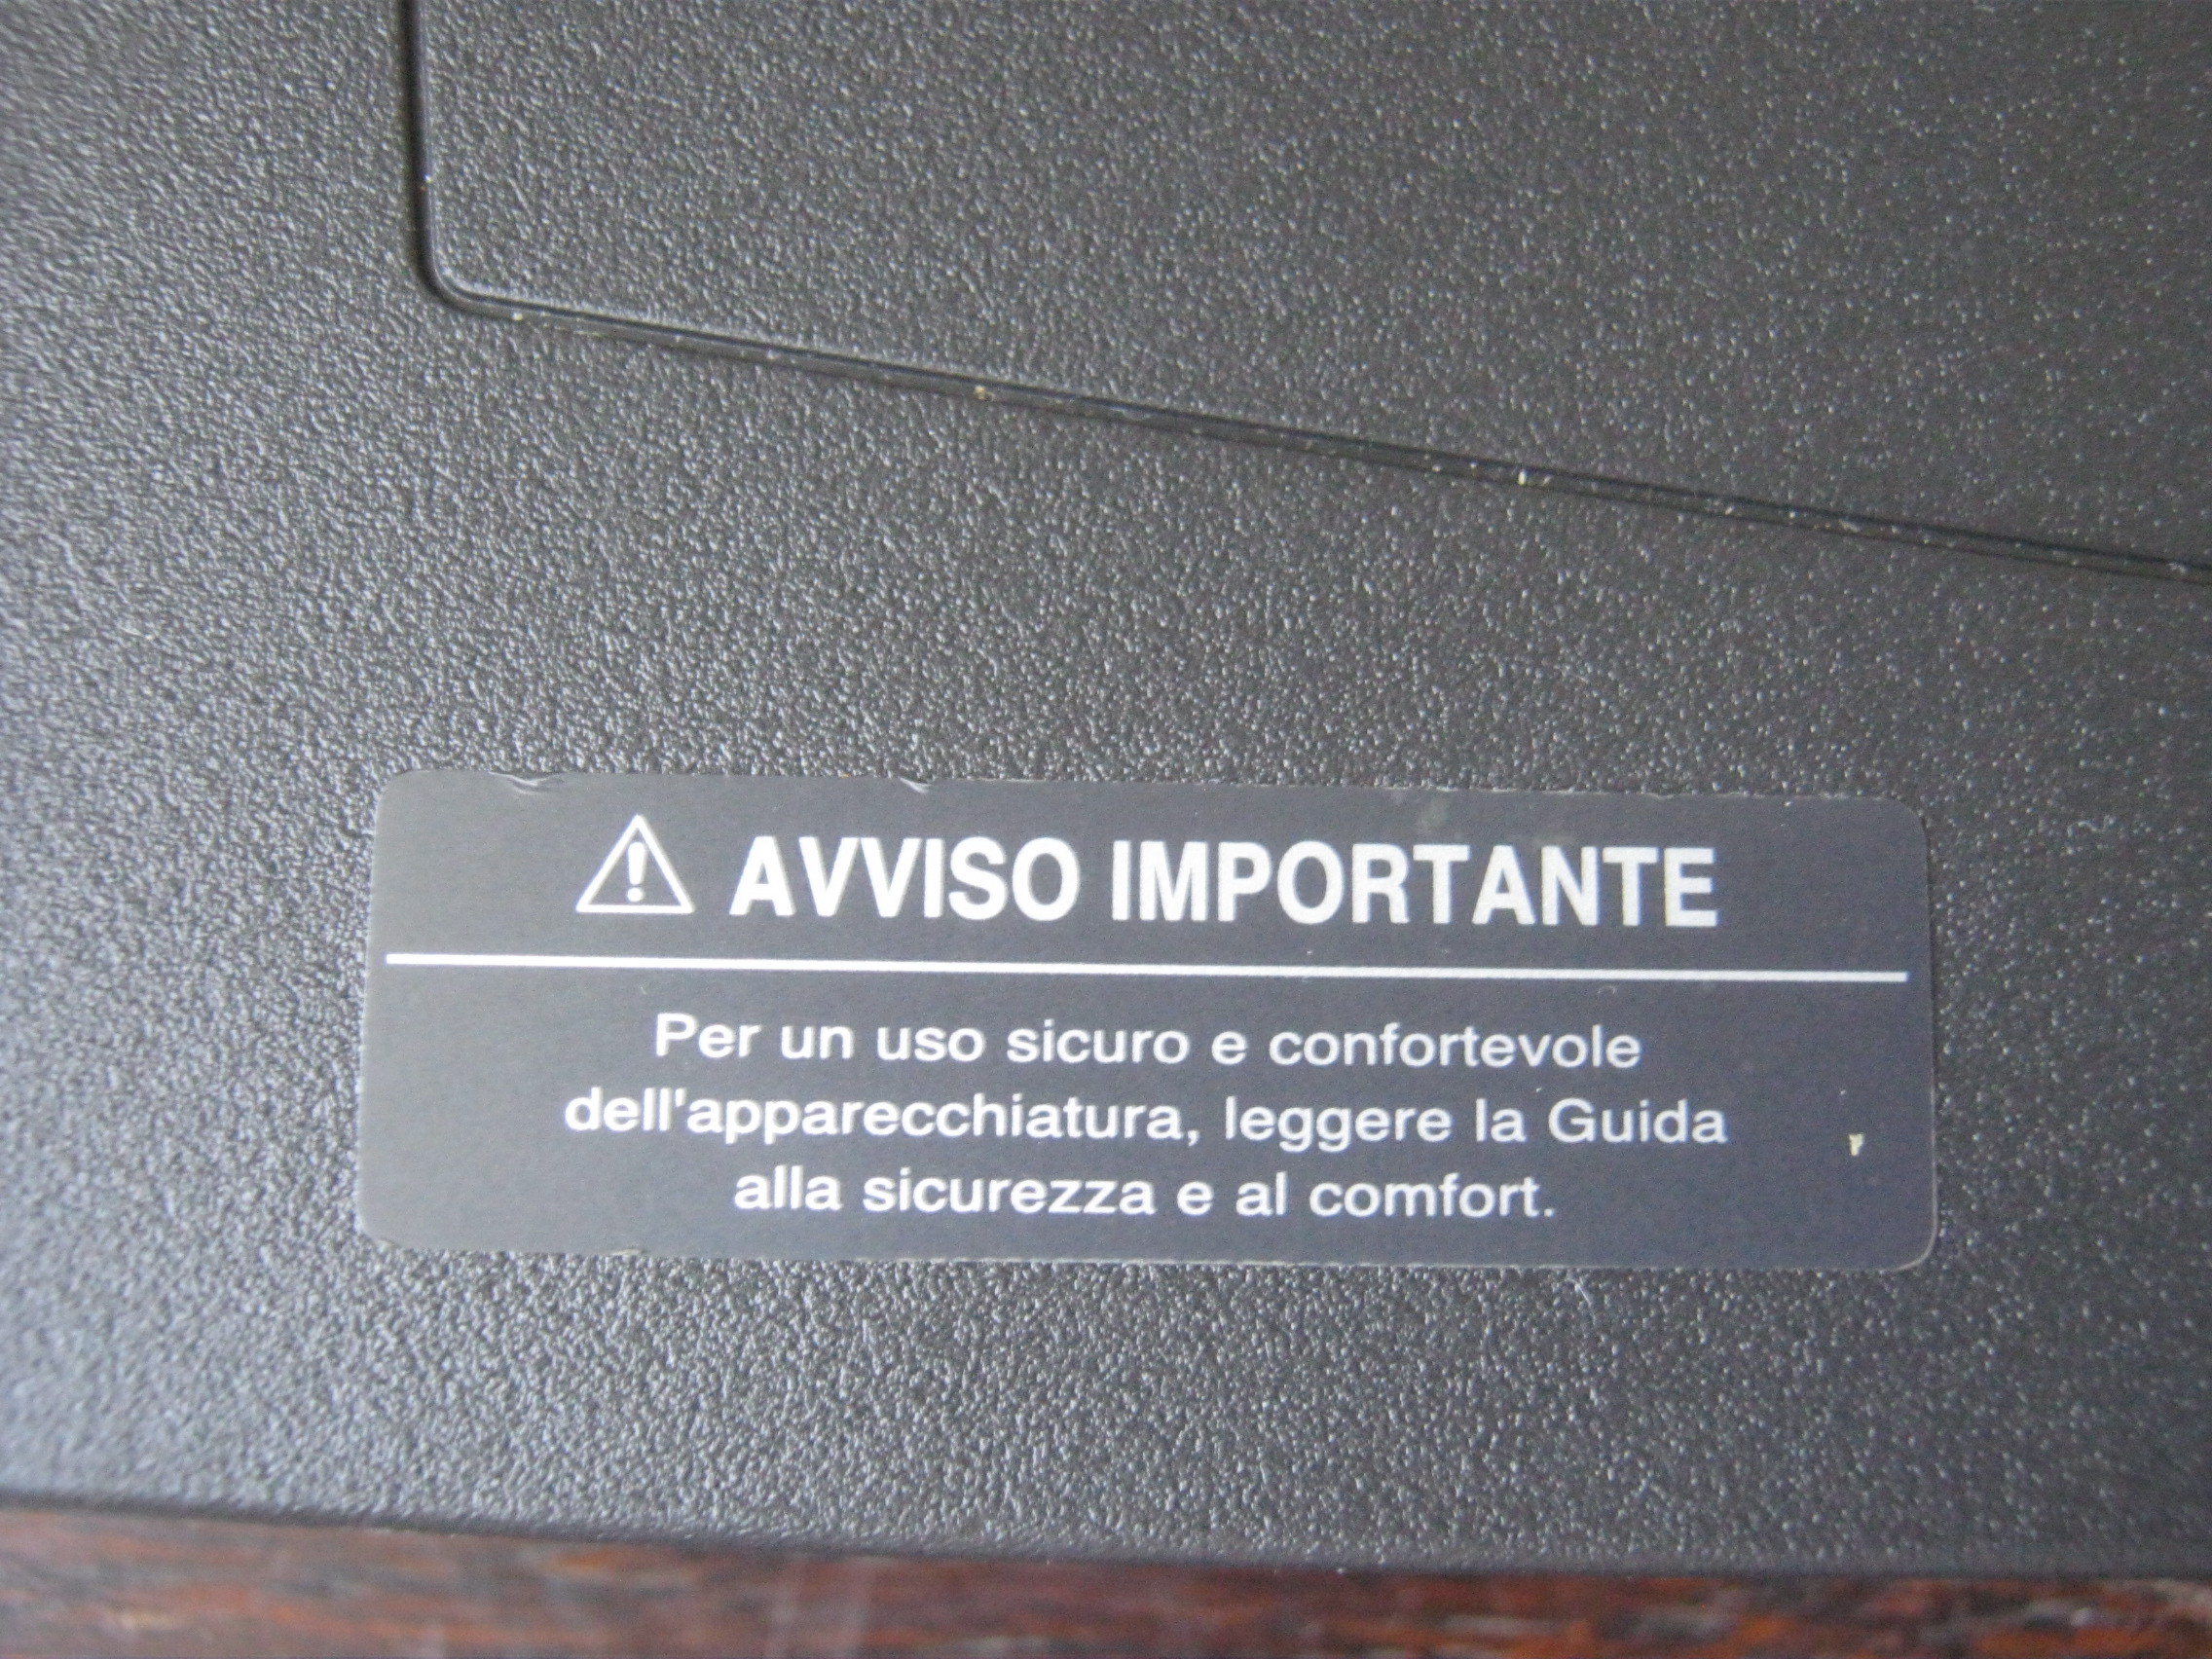 AVVISO IMPORTANTE
Per un uso sicuro e confortevole
dell'apparecchiatura, leggere la Guida
alla sicurezza e al comfort.